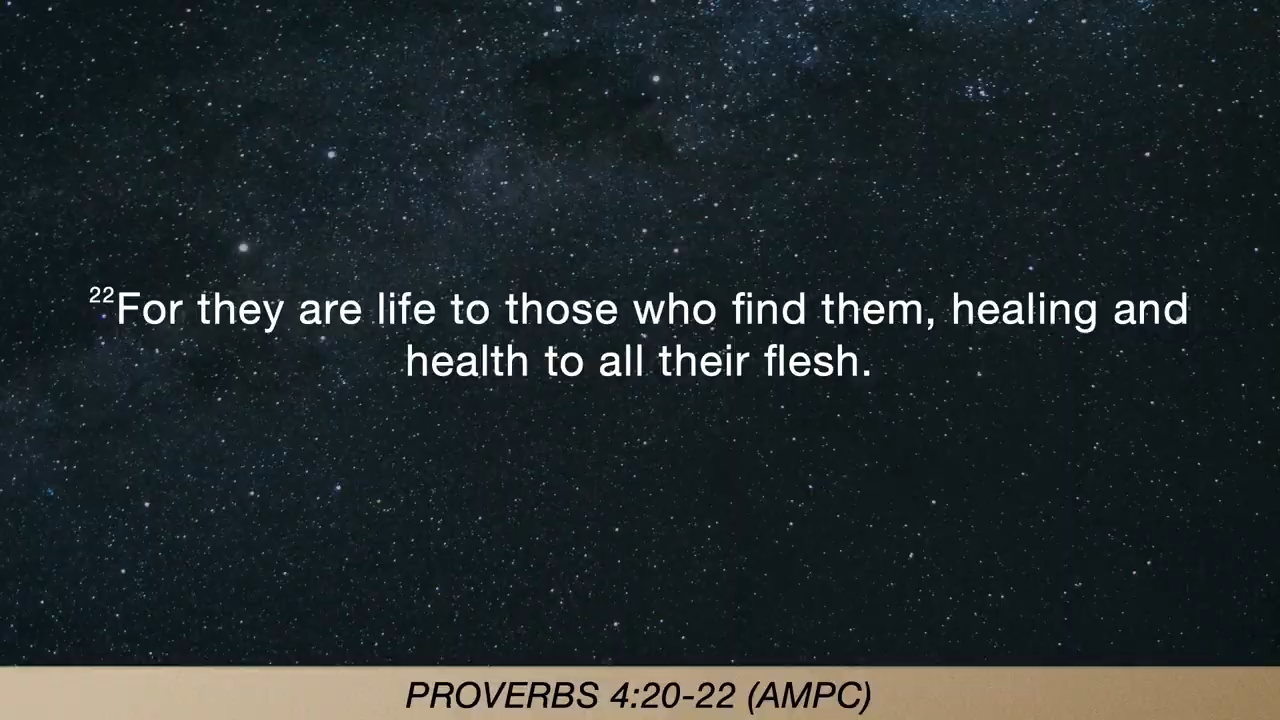 22For they are life to those who find them, healing and
health to all their flesh.
PROVERBS 4:20-22 (AMPC)